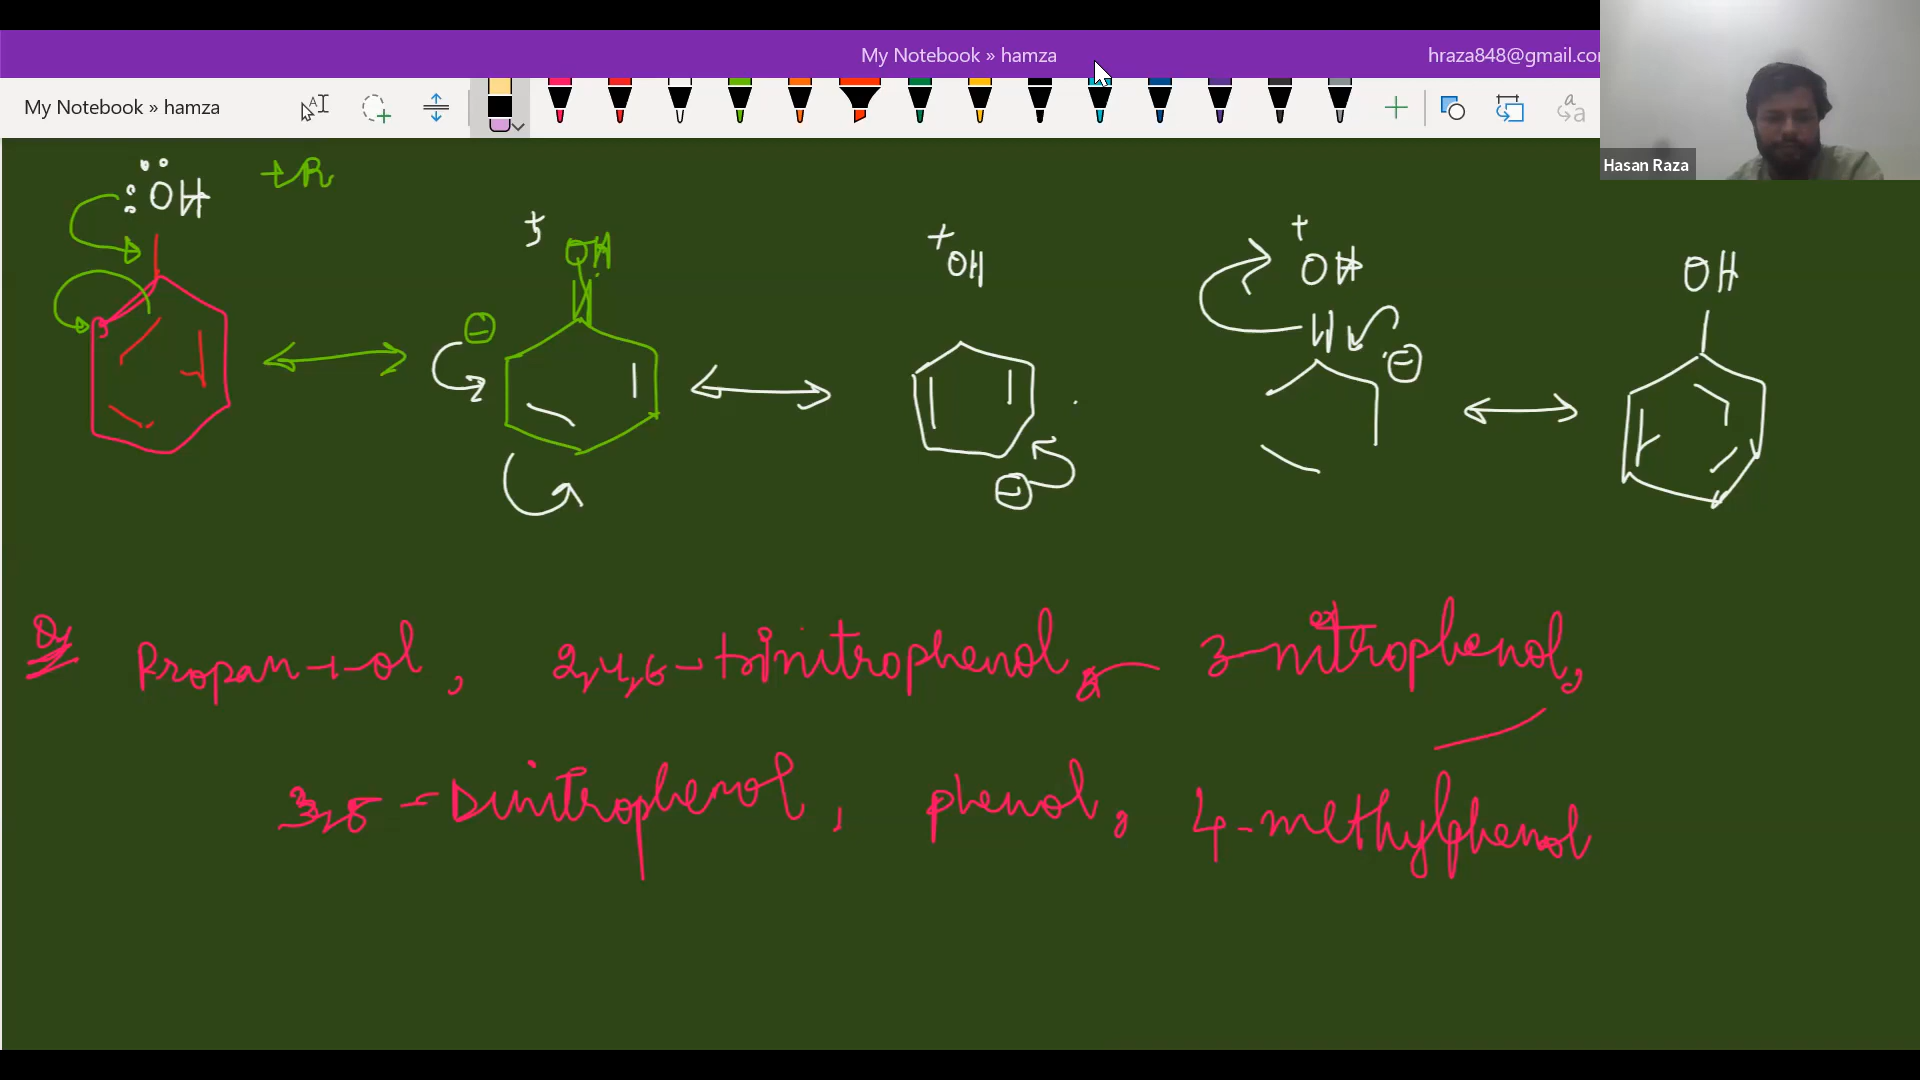 My Notebook » hamza
hraza848@gmail.co
My Notebook » hamza
Hasan Raza
OH +R
+ OH
+ OH
+ OH
OH
Q Propan-1-ol, 2,4,6-trinitrophenol, 3-nitrophenol,
3,5-Dinitrophenol, phenol, 4-methylphenol